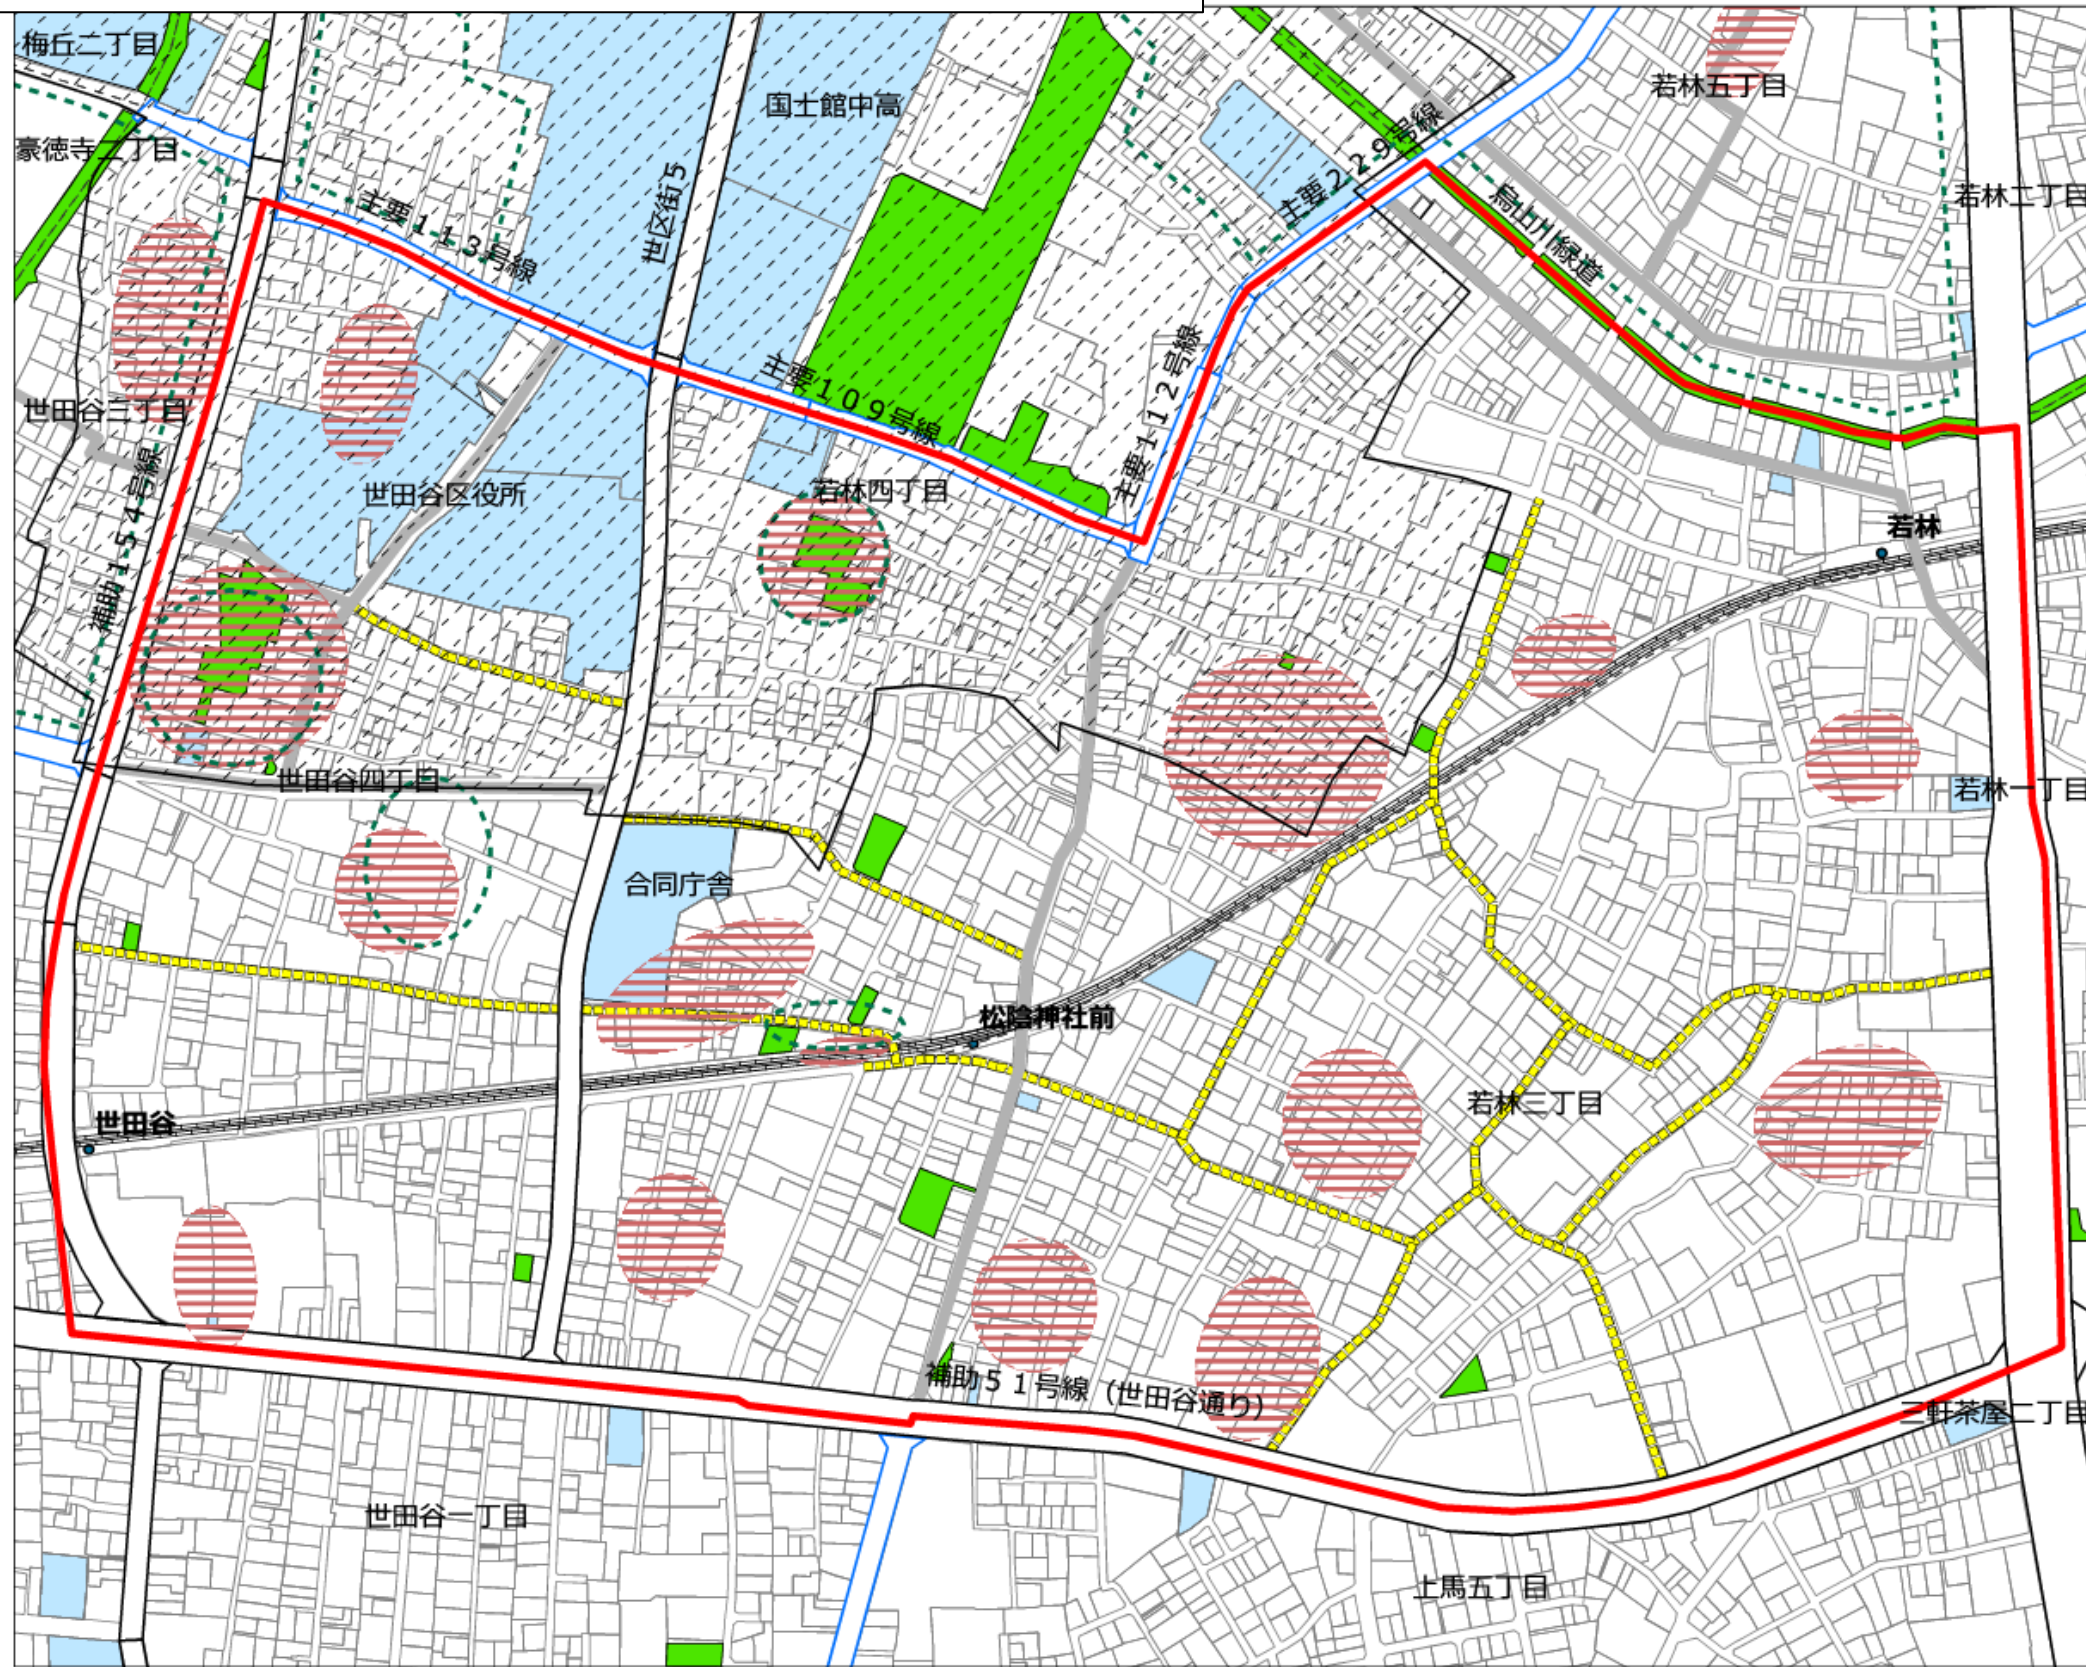 梅丘二丁目
国士館中高
若林五丁目
豪徳寺二丁目
主要２２９号線
若林二丁目
主要１１３号線
世区街５
烏山川緑道
世田谷三丁目
主要１０９号線
主要１１２号線
補助１５４号線
世田谷区役所
若林四丁目
若林
世田谷四丁目
若林一丁目
合同庁舎
松陰神社前
世田谷
若林三丁目
補助５１号線（世田谷通り）
三軒茶屋二丁目
世田谷一丁目
上馬五丁目